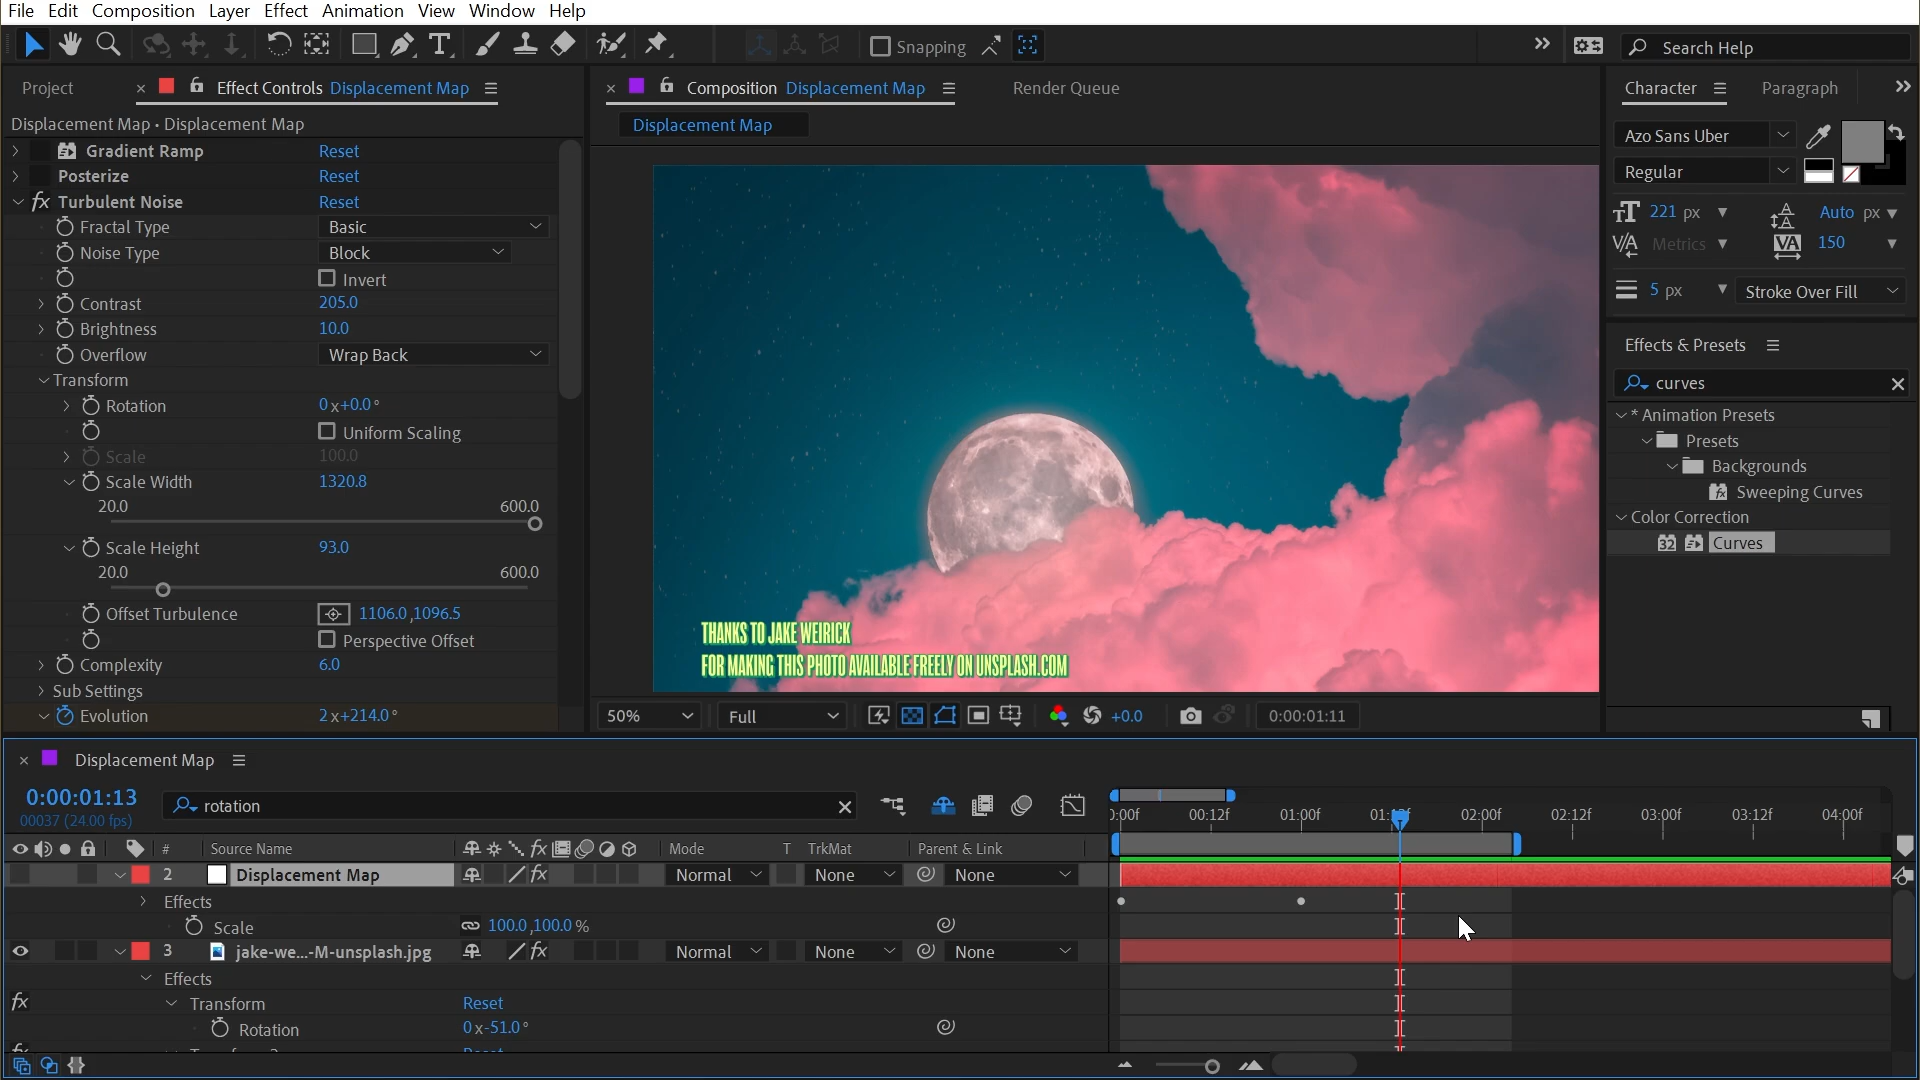 File Edit Composition Layer Effect Animation View Window Help
Snapping
Search Help
Project
× Effect Controls Displacement Map
× Composition Displacement Map
Render Queue
Character
Paragraph
Displacement Map • Displacement Map
Displacement Map
Gradient Ramp Reset
Posterize Reset
fx Turbulent Noise Reset
Fractal Type Basic
Noise Type Block
Invert
Contrast 205.0
Brightness 10.0
Overflow Wrap Back
Transform
Rotation 0x+0.0°
Uniform Scaling
Scale 100.0
Scale Width 1320.8
20.0 600.0
Scale Height 93.0
20.0 600.0
Offset Turbulence 1106.0,1096.5
Perspective Offset
Complexity 6.0
Sub Settings
Evolution 2x+214.0°
THANKS TO JAKE WEIRICK
FOR MAKING THIS PHOTO AVAILABLE FREELY ON UNSPLASH.COM
50% Full +0.0 0:00:01:11
Azo Sans Uber
Regular
221 px Auto px
Metrics 150
5 px Stroke Over Fill
Effects & Presets
curves
* Animation Presets
Presets
Backgrounds
Sweeping Curves
Color Correction
32 Curves
× Displacement Map
0:00:01:13
00037 (24.00 fps)
rotation
00:12f 01:00f 02:00f 02:12f 03:00f 03:12f 04:00f
# Source Name Mode T TrkMat Parent & Link
2 Displacement Map fx Normal None None
Effects
Scale 100.0,100.0%
3 jake-we...-M-unsplash.jpg fx Normal None None
Effects
fx Transform Reset
Rotation 0x-51.0°